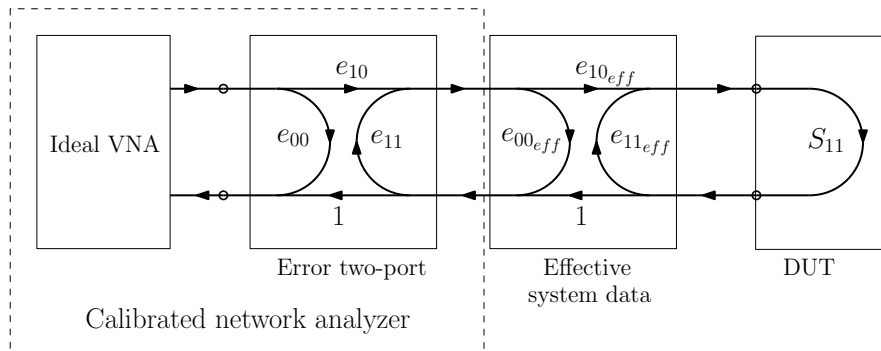 e₁₀
e₁₀eff
Ideal VNA
e₀₀
e₁₁
e₀₀eff
e₁₁eff
S₁₁
1
1
Error two-port
Effective
system data
DUT
Calibrated network analyzer